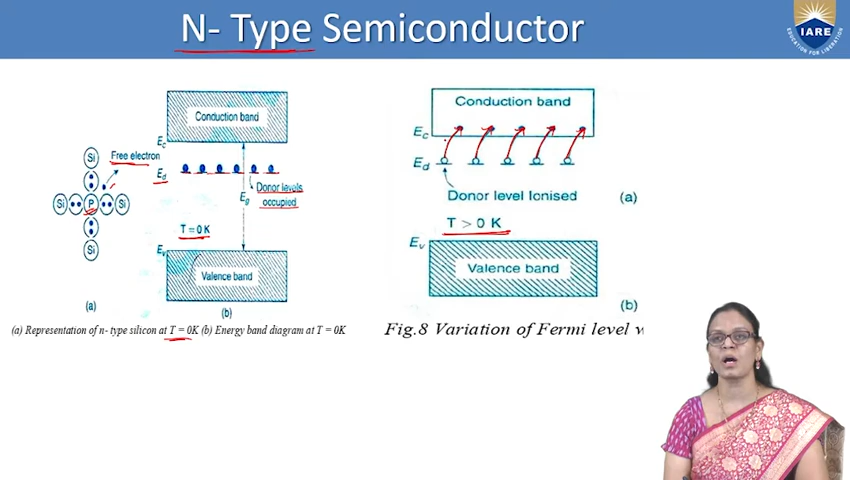 N- Type Semiconductor
IARE
EDUCATION FOR LIBERATION
Conduction band
Ec
Si
Free electron
Ed
Donor levels
occupied
Eg
Si P Si
T = 0 K
Si
Ev
Valence band
(a)
(b)
(a) Representation of n- type silicon at T = 0K (b) Energy band diagram at T = 0K
Conduction band
Ec
Ed
Donor level Ionised
(a)
T > 0 K
Ev
Valence band
(b)
Fig.8 Variation of Fermi level